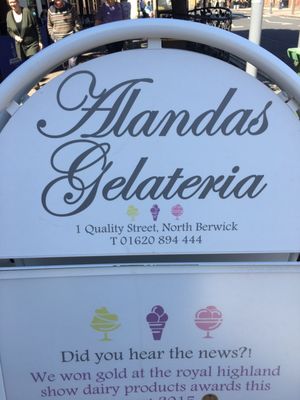 Alandas
Gelateria
1 Quality Street, North Berwick
T 01620 894 444
Did you hear the news?!
We won gold at the royal highland
show dairy products awards this
2015